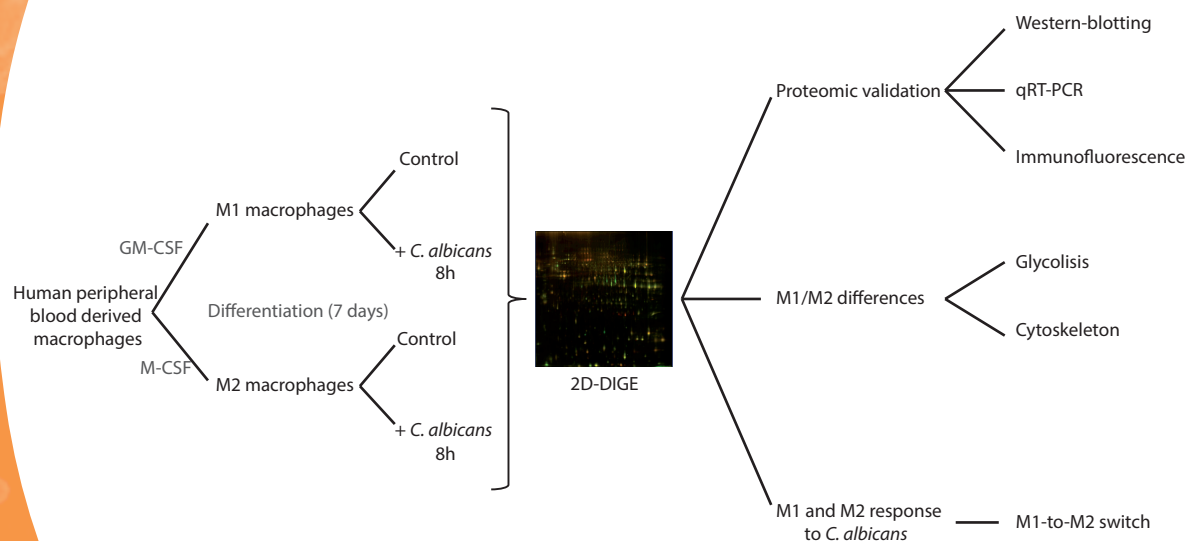 Human peripheral
blood derived
macrophages
GM-CSF
M-CSF
Differentiation (7 days)
M1 macrophages
Control
+ C. albicans
8h
M2 macrophages
Control
+ C. albicans
8h
2D-DIGE
Proteomic validation
Western-blotting
qRT-PCR
Immunofluorescence
M1/M2 differences
Glycolisis
Cytoskeleton
M1 and M2 response
to C. albicans
M1-to-M2 switch